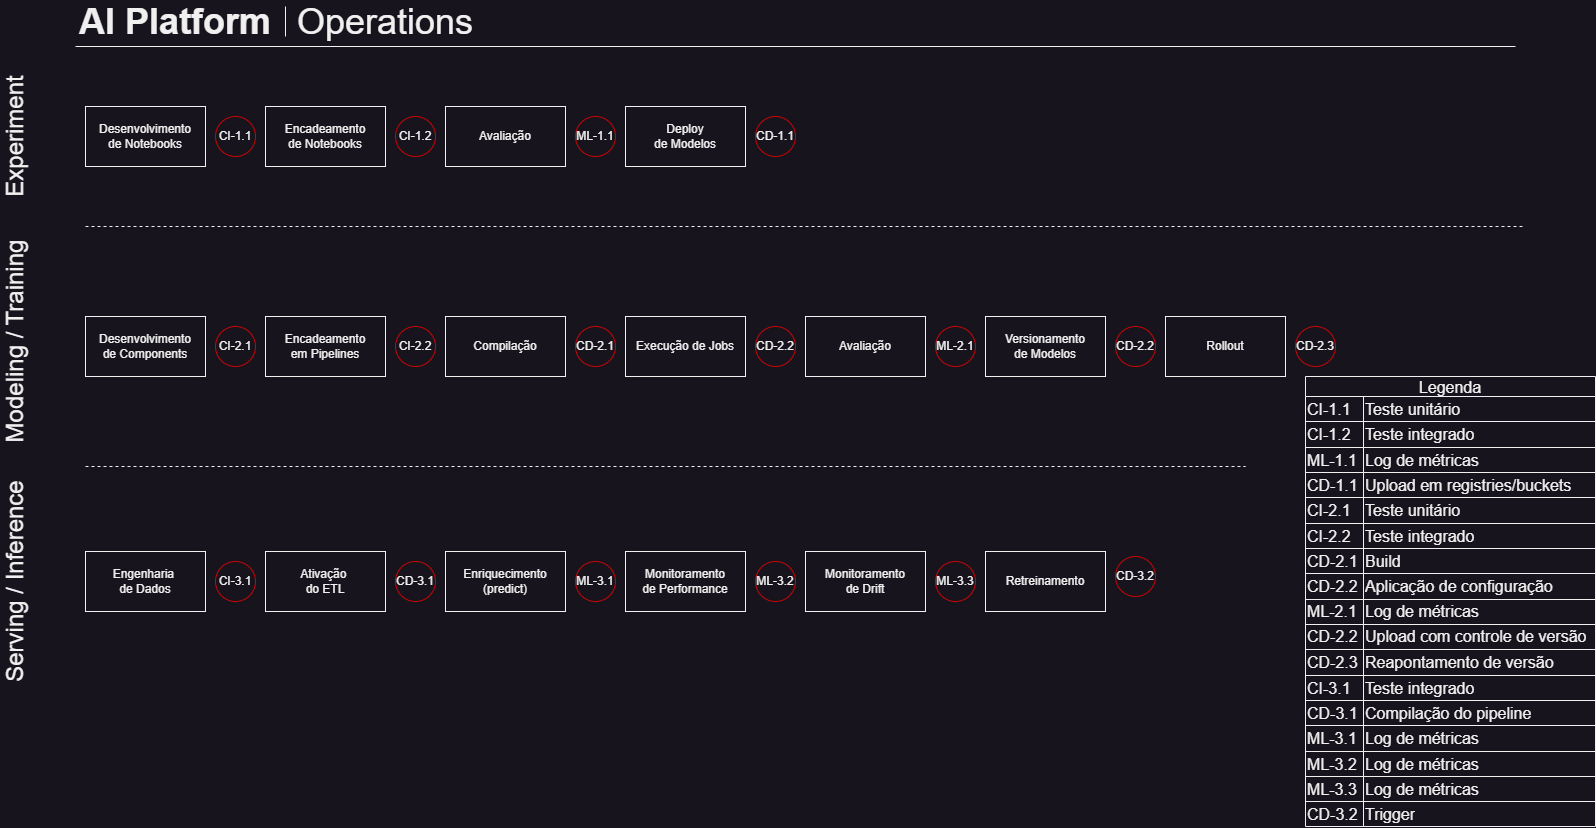 AI Platform | Operations
Experiment
Desenvolvimento
de Notebooks
CI-1.1
Encadeamento
de Notebooks
CI-1.2
Avaliação
ML-1.1
Deploy
de Modelos
CD-1.1
Modeling / Training
Desenvolvimento
de Components
CI-2.1
Encadeamento
em Pipelines
CI-2.2
Compilação
CD-2.1
Execução de Jobs
CD-2.2
Avaliação
ML-2.1
Versionamento
de Modelos
CD-2.2
Rollout
CD-2.3
Serving / Inference
Engenharia
de Dados
CI-3.1
Ativação
do ETL
CD-3.1
Enriquecimento
(predict)
ML-3.1
Monitoramento
de Performance
ML-3.2
Monitoramento
de Drift
ML-3.3
Retreinamento
CD-3.2
Legenda
CI-1.1 Teste unitário
CI-1.2 Teste integrado
ML-1.1 Log de métricas
CD-1.1 Upload em registries/buckets
CI-2.1 Teste unitário
CI-2.2 Teste integrado
CD-2.1 Build
CD-2.2 Aplicação de configuração
ML-2.1 Log de métricas
CD-2.2 Upload com controle de versão
CD-2.3 Reapontamento de versão
CI-3.1 Teste integrado
CD-3.1 Compilação do pipeline
ML-3.1 Log de métricas
ML-3.2 Log de métricas
ML-3.3 Log de métricas
CD-3.2 Trigger